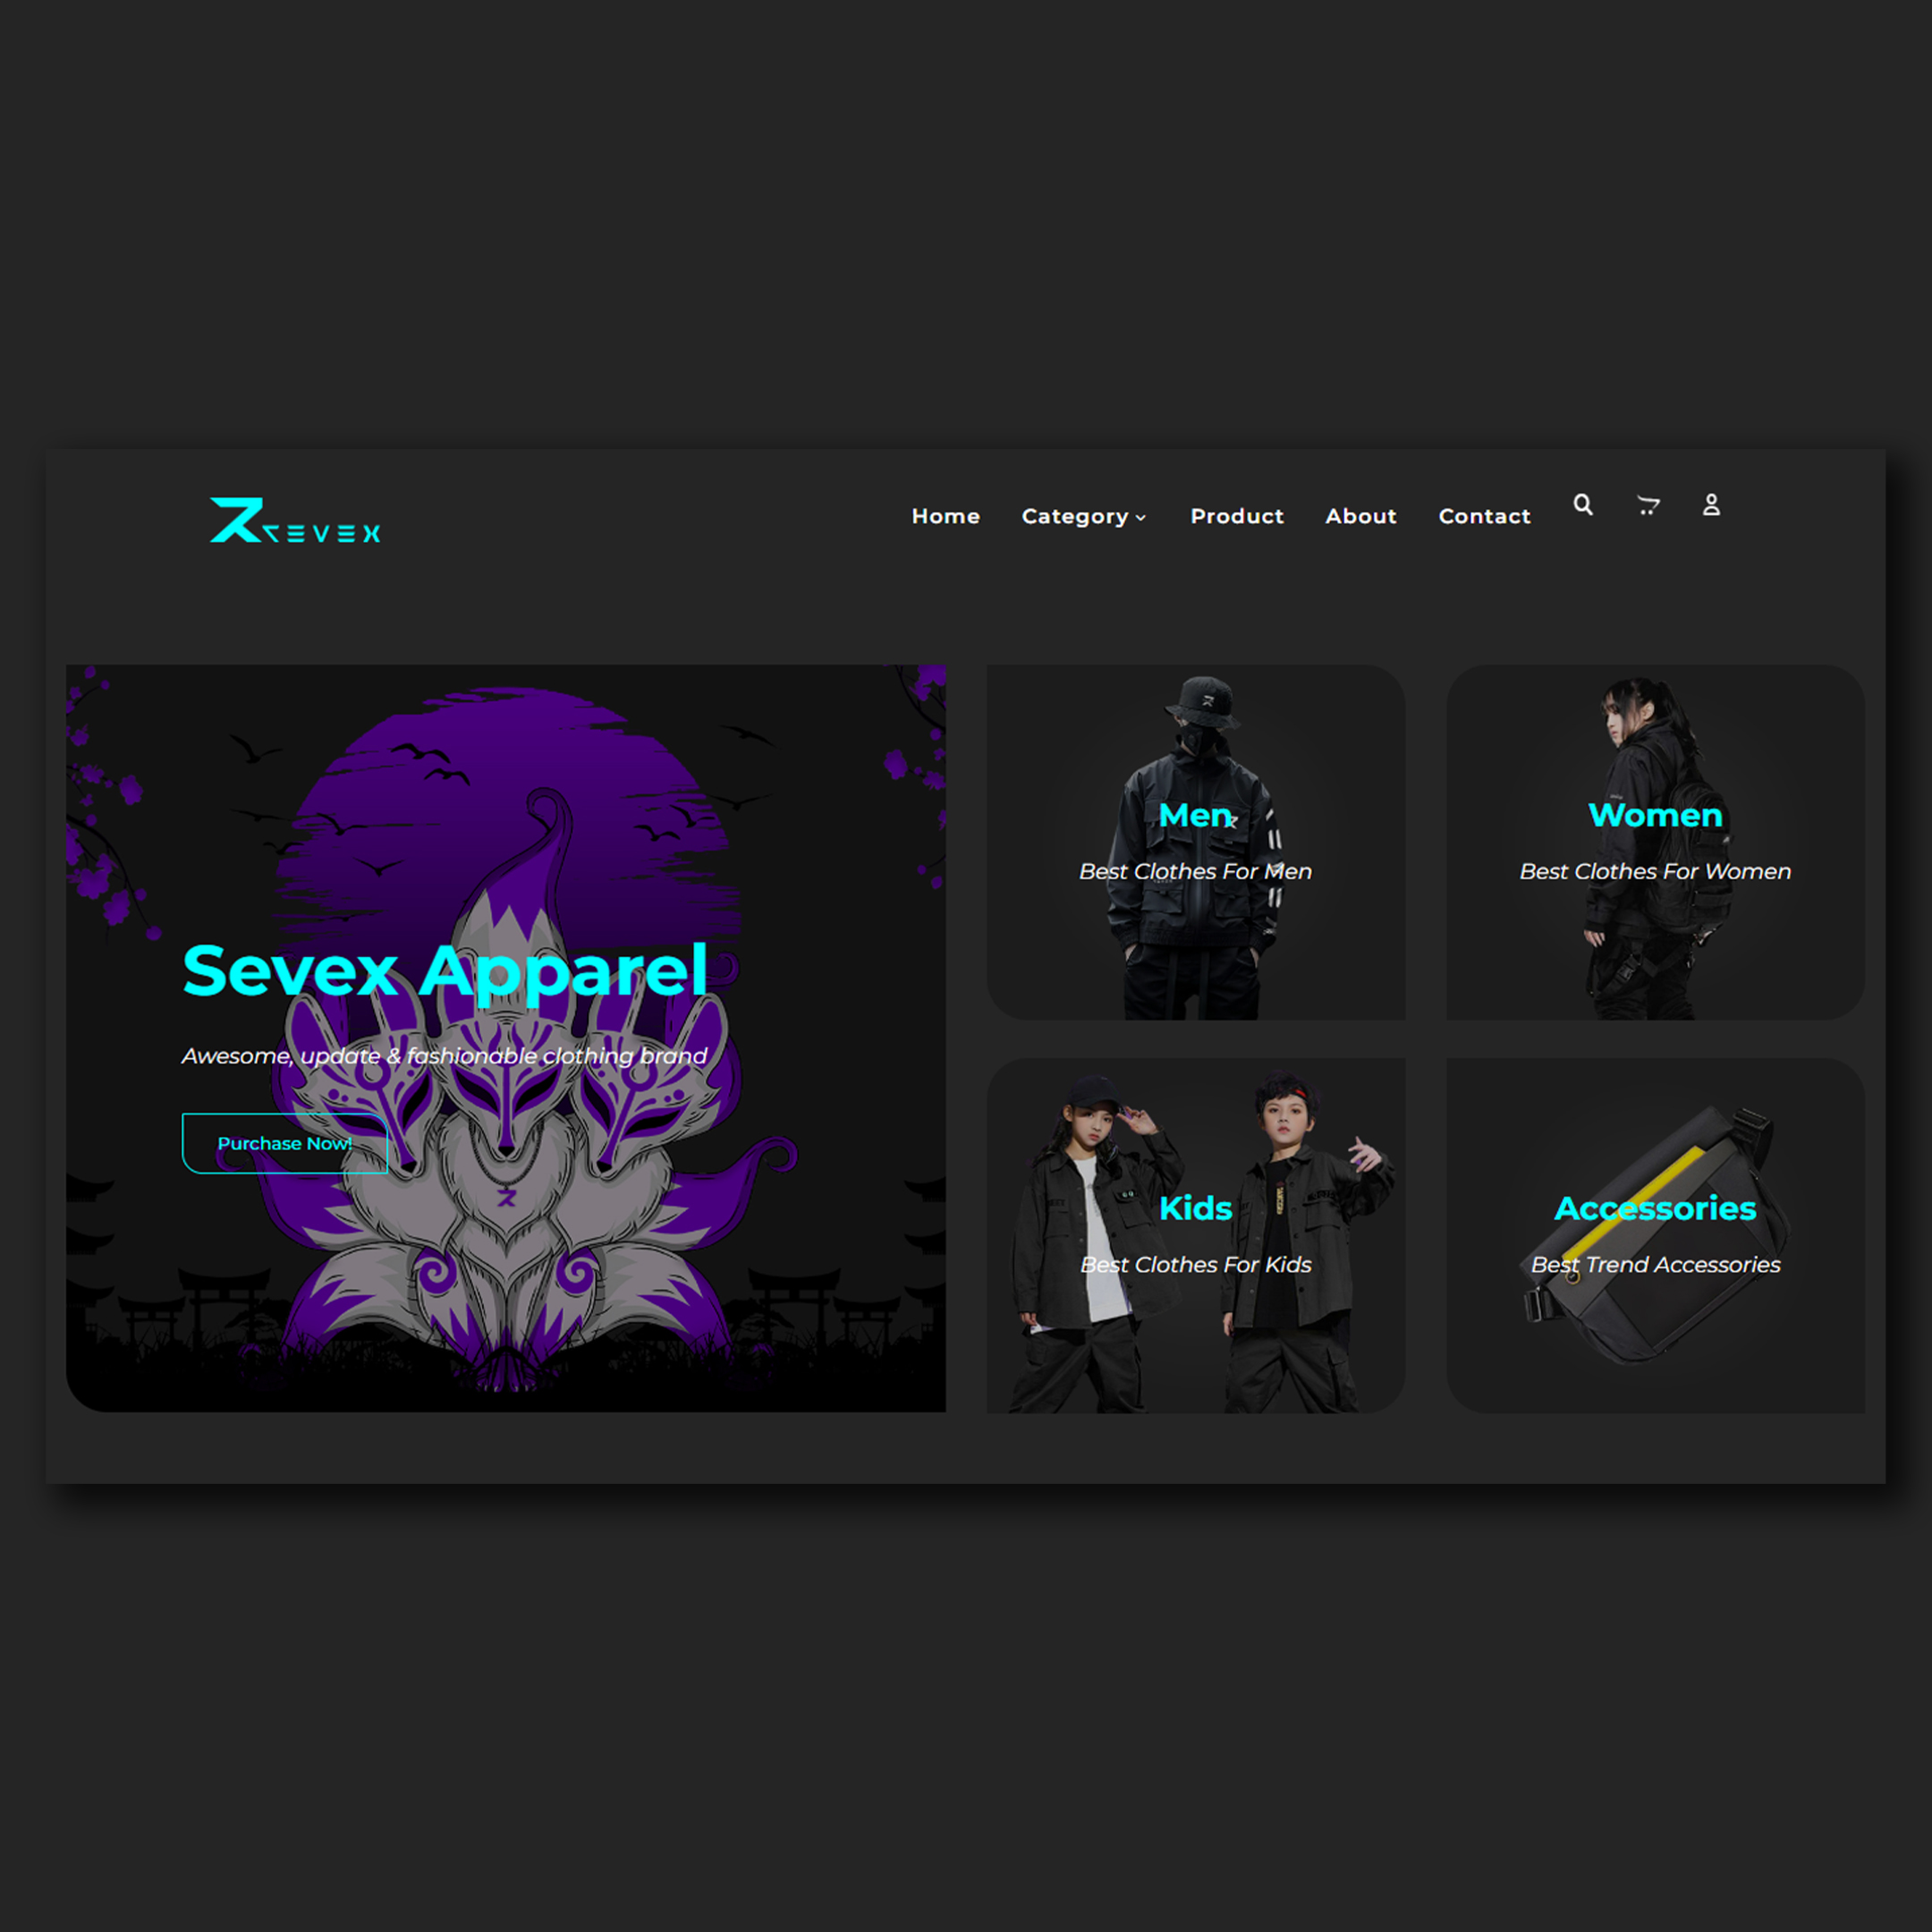 REVEX
Home Category Product About Contact
Sevex Apparel
Awesome, update & fashionable clothing brand
Purchase Now!
Men
Best Clothes For Men
Women
Best Clothes For Women
Kids
Best Clothes For Kids
Accessories
Best Trend Accessories